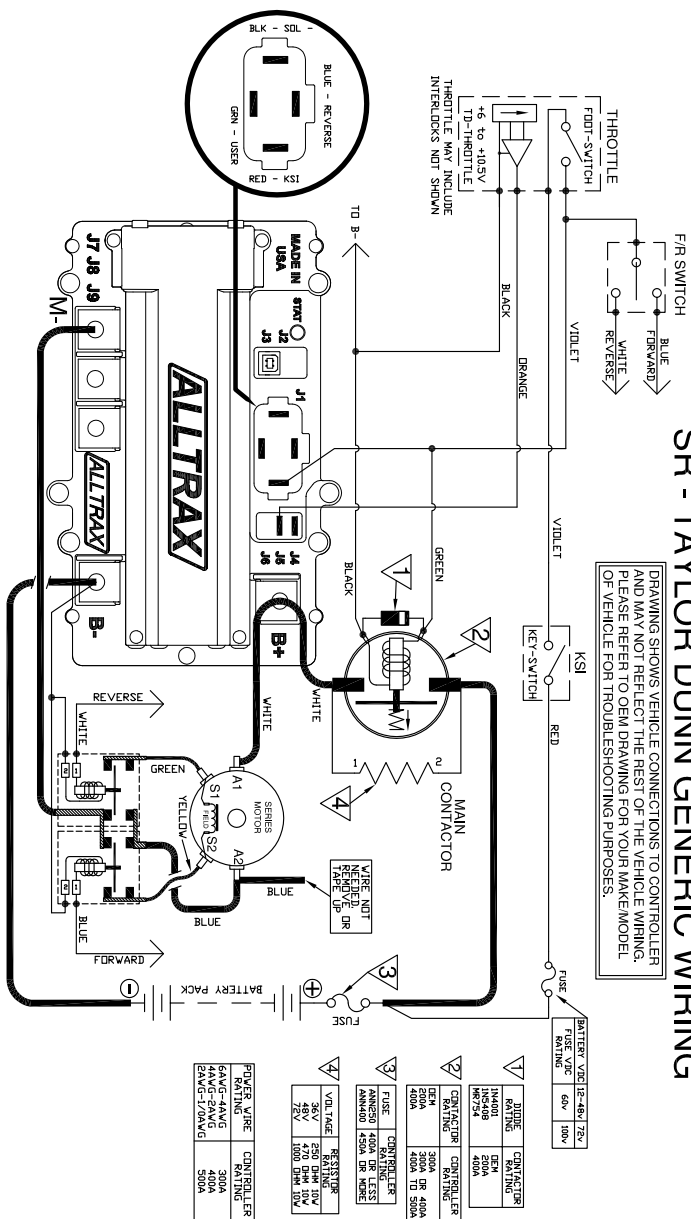 SR - TAYLOR DUNN GENERIC WIRING
DRAWING SHOWS VEHICLE CONNECTIONS TO CONTROLLER
AND MAY NOT REFLECT THE REST OF THE VEHICLE WIRING.
PLEASE REFER TO OEM DRAWING FOR YOUR MAKE/MODEL
OF VEHICLE FOR TROUBLESHOOTING PURPOSES.
F/R SWITCH
BLUE
FORWARD
WHITE
REVERSE
THROTTLE
FOOT-SWITCH
+6 to +10.5V
TD-THROTTLE
THROTTLE MAY INCLUDE
INTERLOCKS NOT SHOWN
VIOLET
ORANGE
BLACK
TO B-
VIOLET
KSI
KEY-SWITCH
RED
FUSE
BATTERY VDC 12-48v 72v
FUSE VDC
RATING 60v 100v
BLK - SOL -
BLUE - REVERSE
GRN - USER
RED - KSI
MADE IN
USA
STAT
J2
J3
J1
J4
J5
J6
J7 J8 J9
M-
ALLTRAX
ALLTRAX
B-
B+
GREEN
BLACK
1
2
WHITE
WHITE
1 2
4
MAIN
CONTACTOR
A1
S1
SERIES
MOTOR
FIELD
S2
A2
GREEN
YELLOW
BLUE
BLUE
WIRE NOT
NEEDED.
REMOVE OR
TAPE UP
REVERSE
WHITE
BLUE
FORWARD
- BATTERY PACK +
3
FUSE
1
DIODE
RATING CONTACTOR
RATING
1N4001 OEM
1N5408 200A
MR754 400A
2
CONTACTOR
RATING CONTROLLER
RATING
OEM 300A
200A 300A OR 400A
400A 400A TO 500A
3
FUSE CONTROLLER
RATING
ANN250 400A OR LESS
ANN400 450A OR MORE
4
VOLTAGE RESISTOR
RATING
36V 250 OHM 10W
48V 470 OHM 10W
72V 1000 OHM 10W
POWER WIRE
RATING CONTROLLER
RATING
6AWG-4AWG 300A
4AWG-2AWG 400A
2AWG-1/0AWG 500A